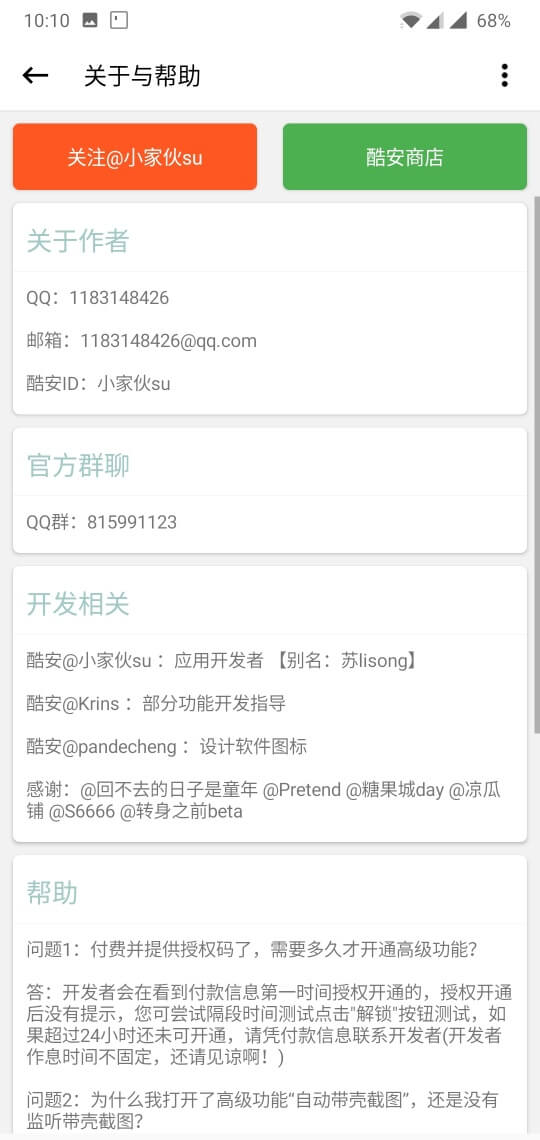 10:10
68%
关于与帮助
关注@小家伙su
酷安商店
关于作者
QQ：1183148426
邮箱：1183148426@qq.com
酷安ID：小家伙su
官方群聊
QQ群：815991123
开发相关
酷安@小家伙su ：应用开发者 【别名：苏lisong】
酷安@Krins ：部分功能开发指导
酷安@pandecheng ：设计软件图标
感谢：@回不去的日子是童年 @Pretend @糖果城day @凉瓜
铺 @S6666 @转身之前beta
帮助
问题1：付费并提供授权码了，需要多久才开通高级功能？
答：开发者会在看到付款信息第一时间授权开通的，授权开通
后没有提示，您可尝试隔段时间测试点击"解锁"按钮测试，如
果超过24小时还未可开通，请凭付款信息联系开发者(开发者
作息时间不固定，还请见谅啊！)
问题2：为什么我打开了高级功能“自动带壳截图”，还是没有
监听带壳截图？